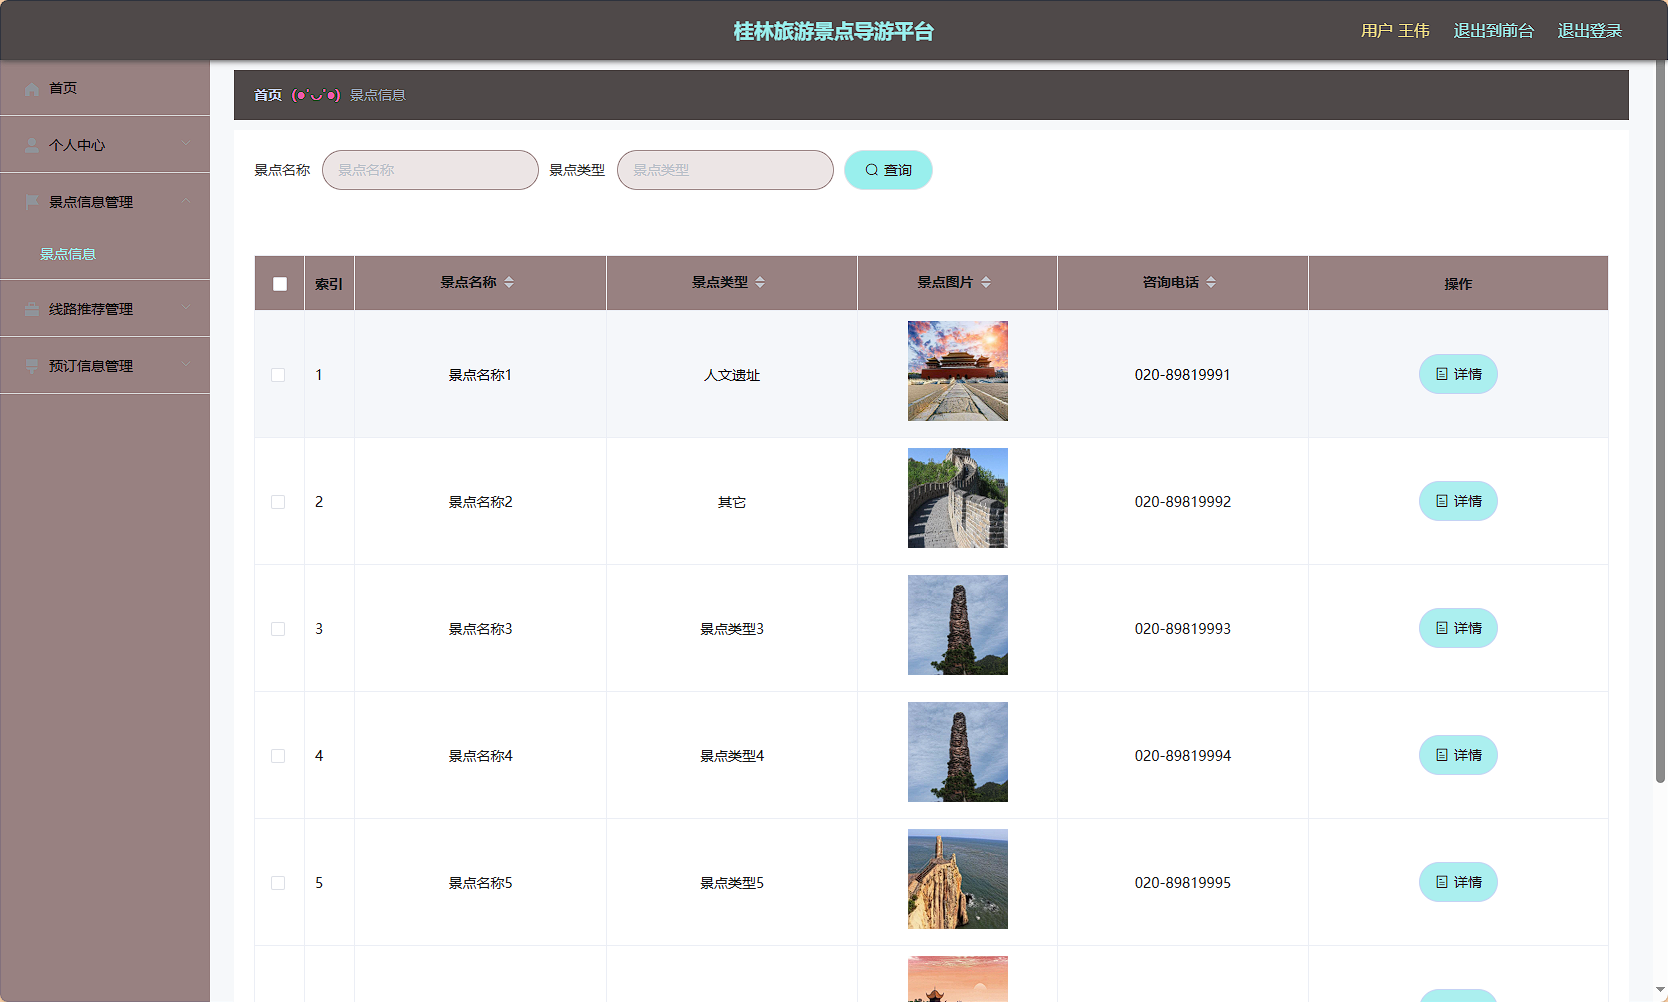 桂林旅游景点导游平台
用户 王伟 退出到前台 退出登录
首页
个人中心
景点信息管理
景点信息
线路推荐管理
预订信息管理
首页 (●'◡'●) 景点信息
景点名称 景点名称 景点类型 景点类型 查询
索引 景点名称 景点类型 景点图片 咨询电话 操作
1 景点名称1 人文遗址 020-89819991 详情
2 景点名称2 其它 020-89819992 详情
3 景点名称3 景点类型3 020-89819993 详情
4 景点名称4 景点类型4 020-89819994 详情
5 景点名称5 景点类型5 020-89819995 详情